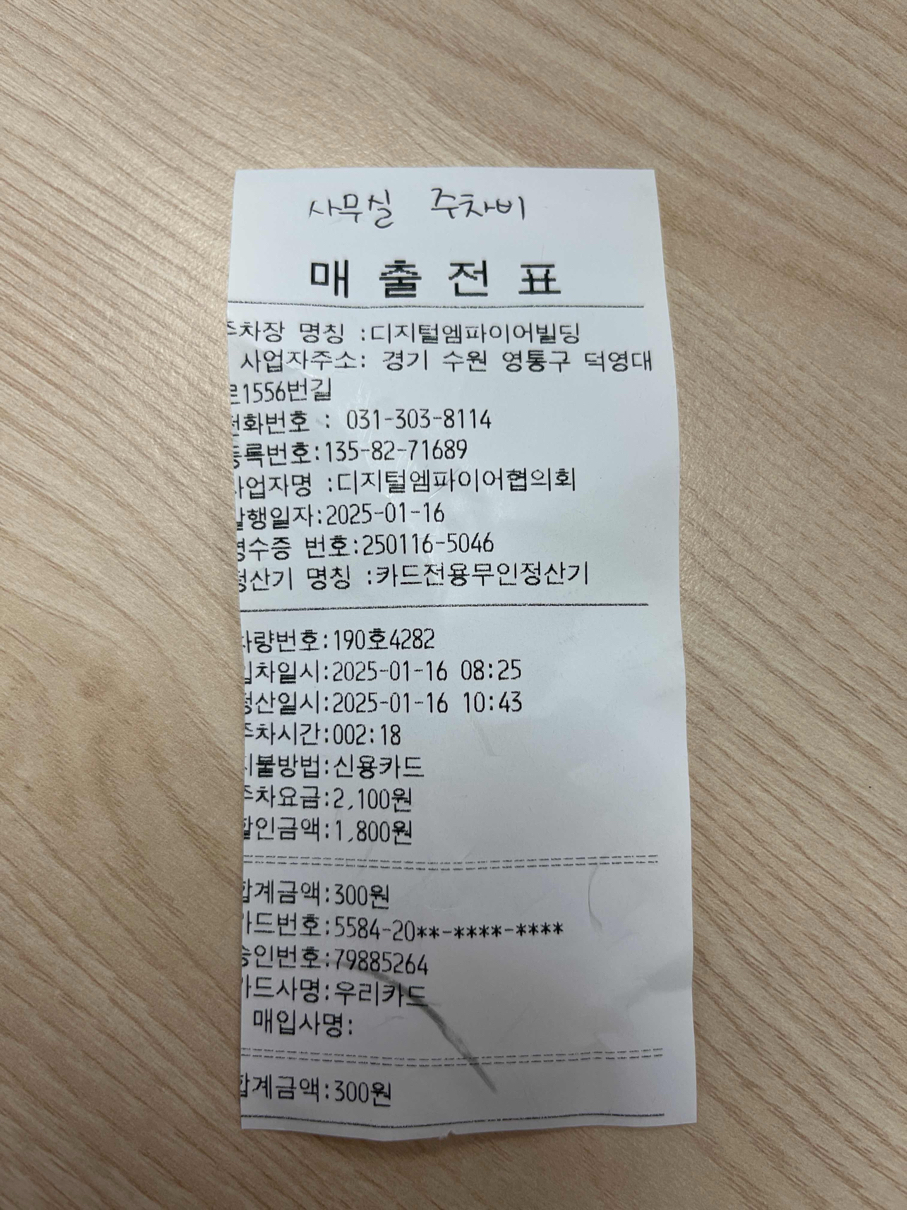 사무실 주차비
매 출 전 표
주차장 명칭 :디지털엠파이어빌딩
사업자주소: 경기 수원 영통구 덕영대
로1556번길
전화번호 : 031-303-8114
등록번호:135-82-71689
사업자명 :디지털엠파이어협의회
발행일자:2025-01-16
영수증 번호:250116-5046
정산기 명칭 :카드전용무인정산기
차량번호:190호4282
입차일시:2025-01-16 08:25
정산일시:2025-01-16 10:43
주차시간:002:18
지불방법:신용카드
주차요금:2,100원
할인금액:1,800원
합계금액:300원
카드번호:5584-20**-****-****
승인번호:79885264
카드사명:우리카드
매입사명:
합계금액:300원